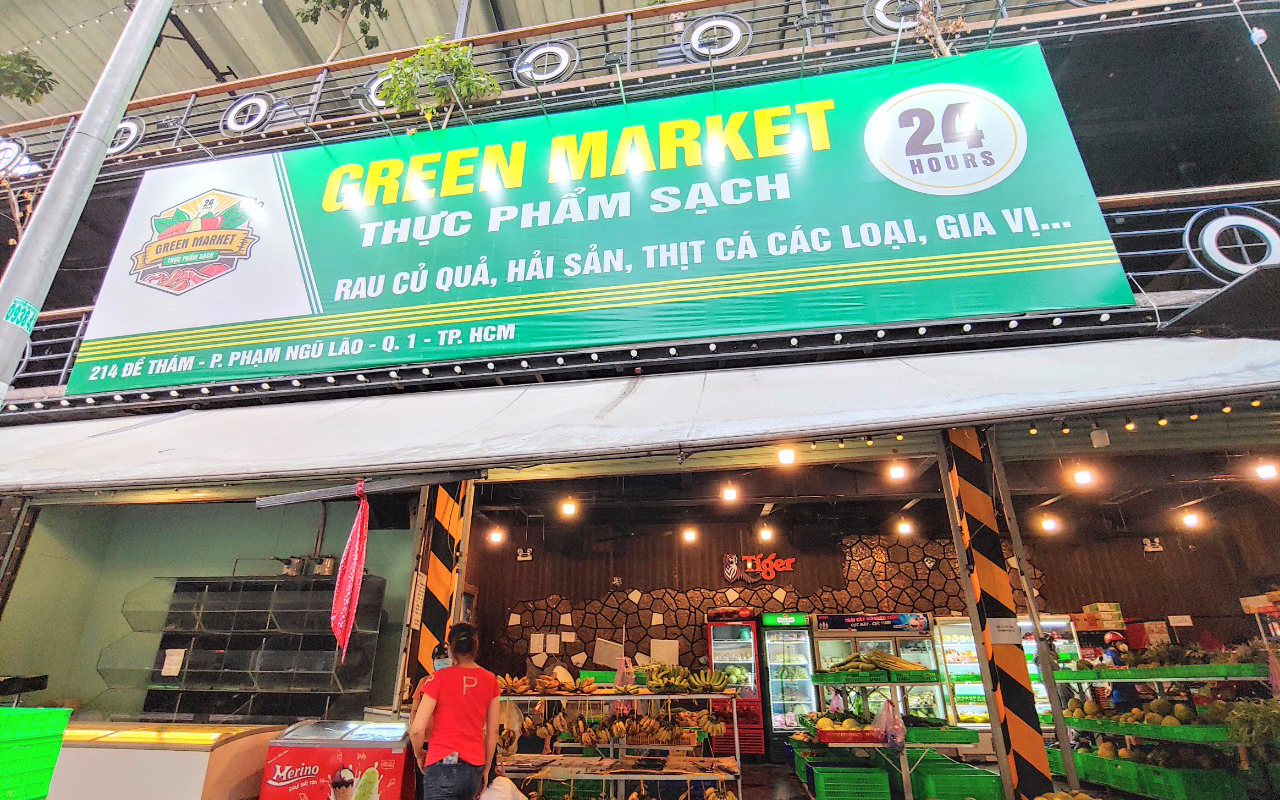 GREEN MARKET
THỰC PHẨM SẠCH
24
HOURS
RAU CỦ QUẢ, HẢI SẢN, THỊT CÁ CÁC LOẠI, GIA VỊ...
214 ĐỀ THÁM - P. PHẠM NGŨ LÃO - Q. 1 - TP. HCM
24
GREEN MARKET
THỰC PHẨM SẠCH
Tiger
P
Merino